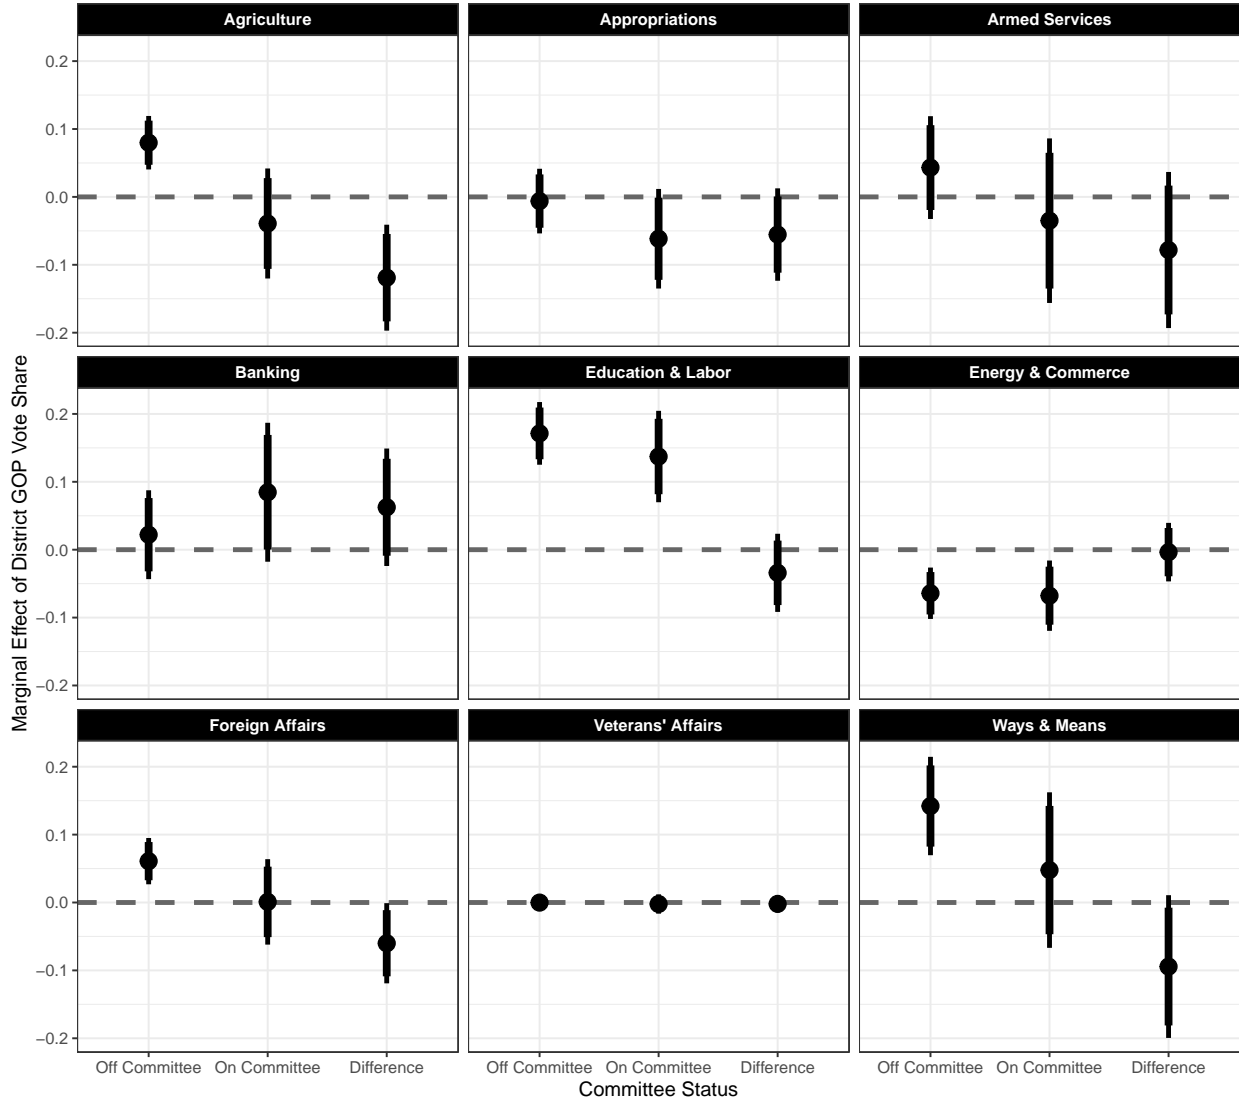 Agriculture
Appropriations
Armed Services
0.2
0.1
0.0
−0.1
−0.2
Banking
Education & Labor
Energy & Commerce
0.2
0.1
0.0
−0.1
−0.2
Foreign Affairs
Veterans' Affairs
Ways & Means
0.2
0.1
0.0
−0.1
−0.2
Off Committee On Committee Difference
Off Committee On Committee Difference
Off Committee On Committee Difference
Committee Status
Marginal Effect of District GOP Vote Share